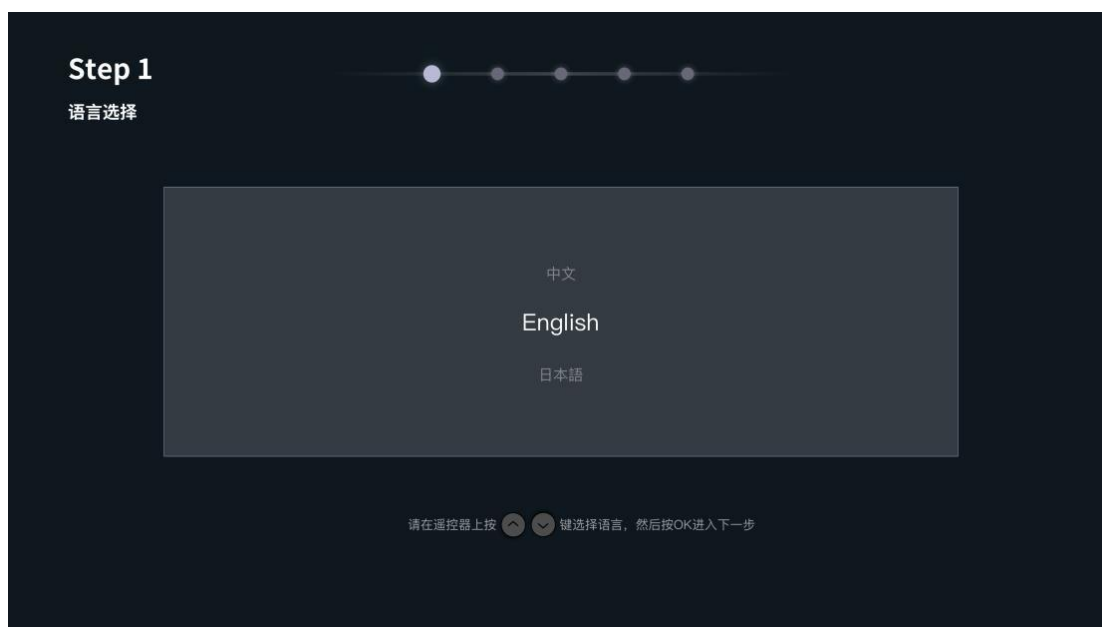 Step 1
语言选择
中文
English
日本語
请在遥控器上按 键选择语言，然后按OK进入下一步